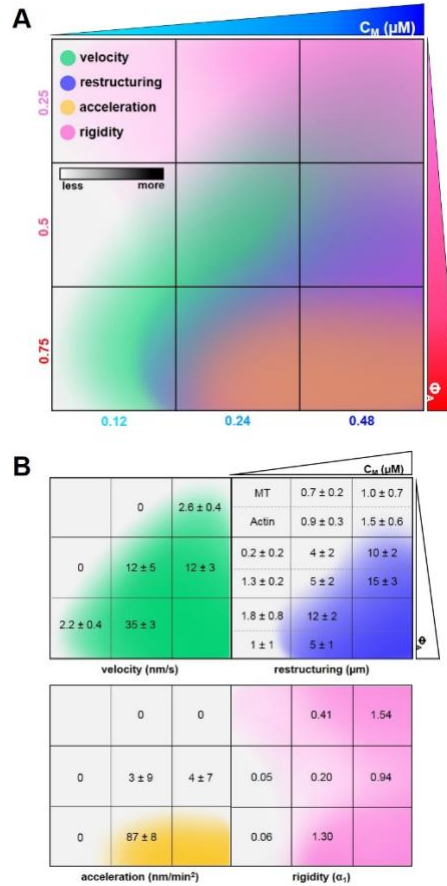 A
C_M (μM)
velocity
restructuring
acceleration
rigidity
less more
0.25
0.5
0.75
Φ_A
0.12 0.24 0.48
B
C_M (μM)
0 2.6 ± 0.4
0 12 ± 5 12 ± 3
2.2 ± 0.4 35 ± 3
velocity (nm/s)
MT 0.7 ± 0.2 1.0 ± 0.7
Actin 0.9 ± 0.3 1.5 ± 0.6
0.2 ± 0.2 4 ± 2 10 ± 2
1.3 ± 0.2 5 ± 2 15 ± 3
1.8 ± 0.8 12 ± 2
1 ± 1 5 ± 1
restructuring (μm)
Φ_A
0 0
0 3 ± 9 4 ± 7
0 87 ± 8
acceleration (nm/min²)
0.41 1.54
0.05 0.20 0.94
0.06 1.30
rigidity (α₁)